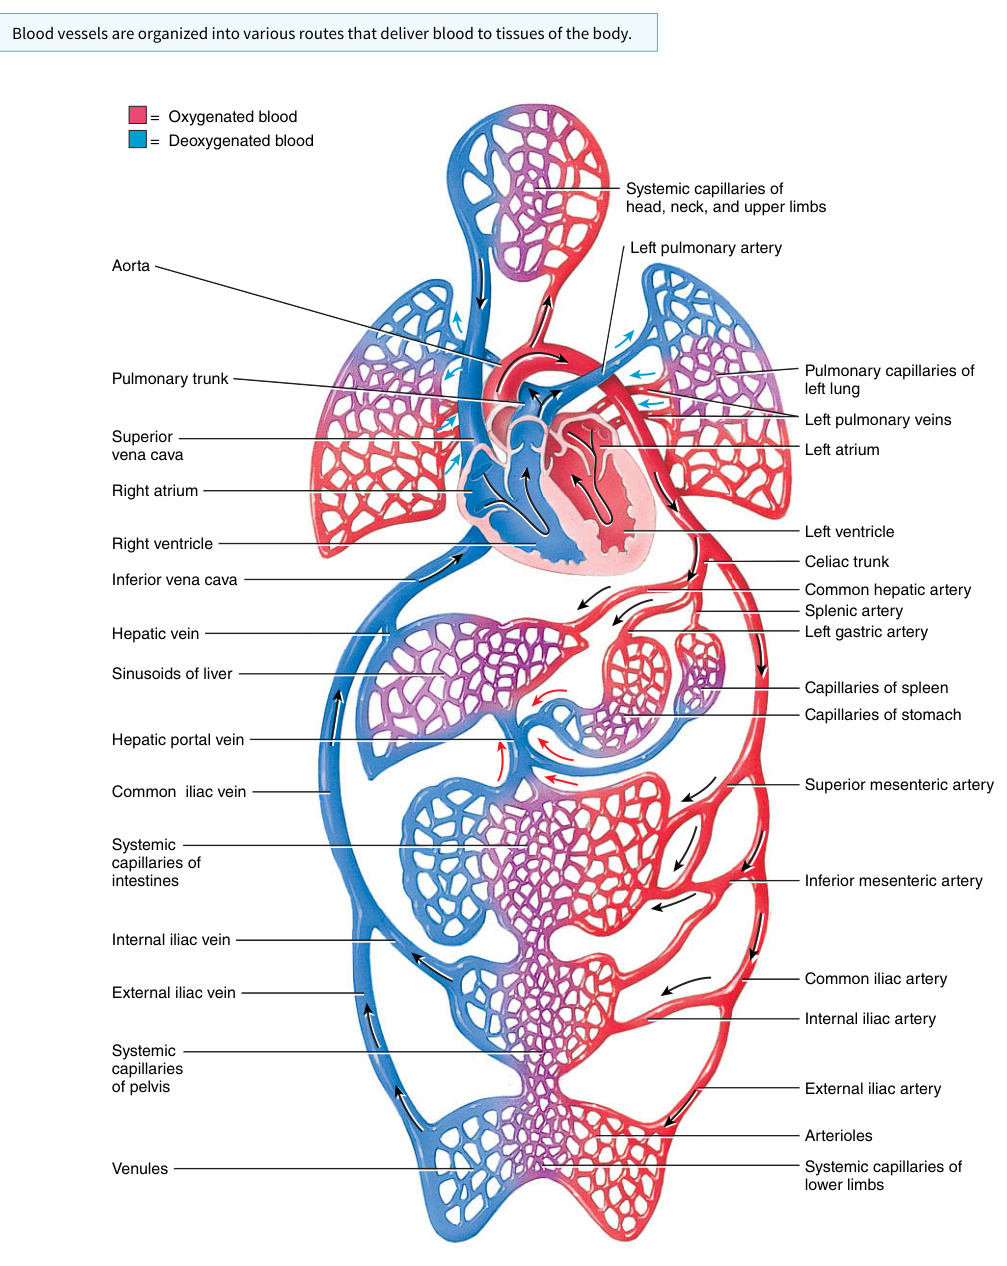 Blood vessels are organized into various routes that deliver blood to tissues of the body.
= Oxygenated blood
= Deoxygenated blood
Systemic capillaries of
head, neck, and upper limbs
Left pulmonary artery
Aorta
Pulmonary capillaries of
left lung
Pulmonary trunk
Left pulmonary veins
Superior
vena cava
Left atrium
Right atrium
Left ventricle
Right ventricle
Celiac trunk
Inferior vena cava
Common hepatic artery
Splenic artery
Left gastric artery
Hepatic vein
Sinusoids of liver
Capillaries of spleen
Capillaries of stomach
Hepatic portal vein
Superior mesenteric artery
Common iliac vein
Systemic
capillaries of
intestines
Inferior mesenteric artery
Internal iliac vein
Common iliac artery
External iliac vein
Internal iliac artery
Systemic
capillaries
of pelvis
External iliac artery
Arterioles
Venules
Systemic capillaries of
lower limbs